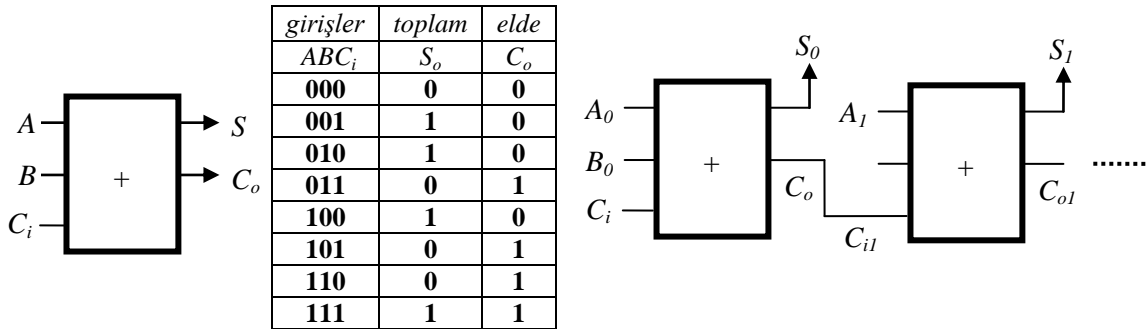 A
B
C_i
+
S
C_o
girişler toplam elde
ABC_i S_o C_o
000 0 0
001 1 0
010 1 0
011 0 1
100 1 0
101 0 1
110 0 1
111 1 1
A_0
B_0
C_i
+
S_0
C_o
C_i1
A_1
+
S_1
C_o1
........